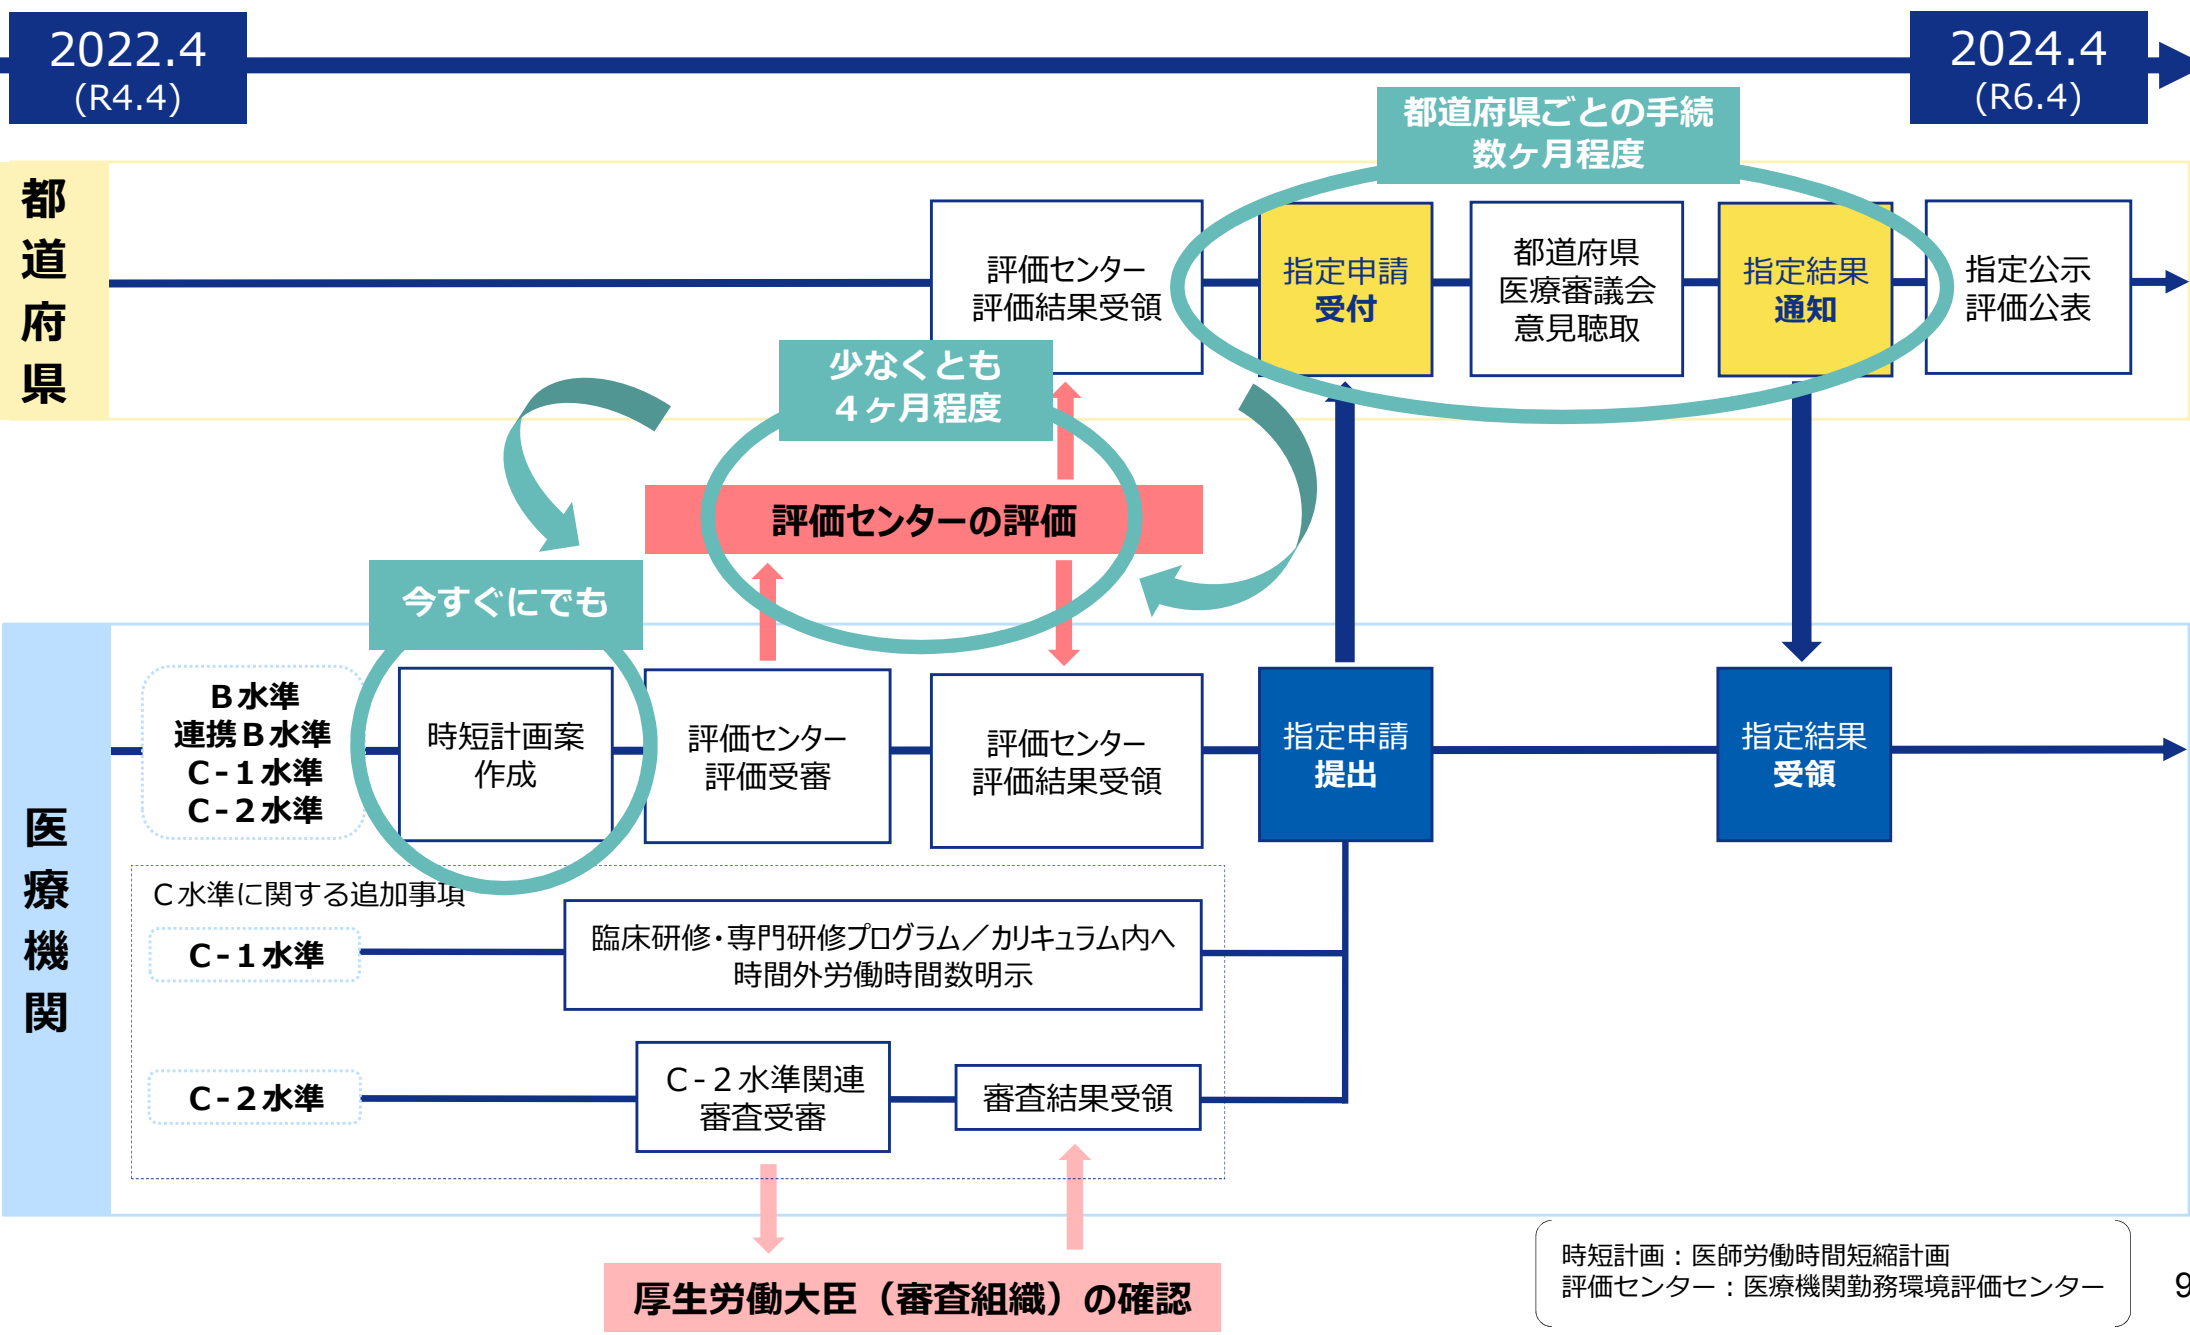 2022.4
(R4.4)
2024.4
(R6.4)
都道府県ごとの手続
数ヶ月程度
都道府県
評価センター
評価結果受領
指定申請
受付
都道府県
医療審議会
意見聴取
指定結果
通知
指定公示
評価公表
少なくとも
４ヶ月程度
評価センターの評価
今すぐにでも
医療機関
Ｂ水準
連携Ｂ水準
Ｃ-１水準
Ｃ-２水準
時短計画案
作成
評価センター
評価受審
評価センター
評価結果受領
指定申請
提出
指定結果
受領
Ｃ水準に関する追加事項
Ｃ-１水準
臨床研修・専門研修プログラム／カリキュラム内へ
時間外労働時間数明示
Ｃ-２水準
Ｃ-２水準関連
審査受審
審査結果受領
厚生労働大臣（審査組織）の確認
時短計画：医師労働時間短縮計画
評価センター：医療機関勤務環境評価センター
9